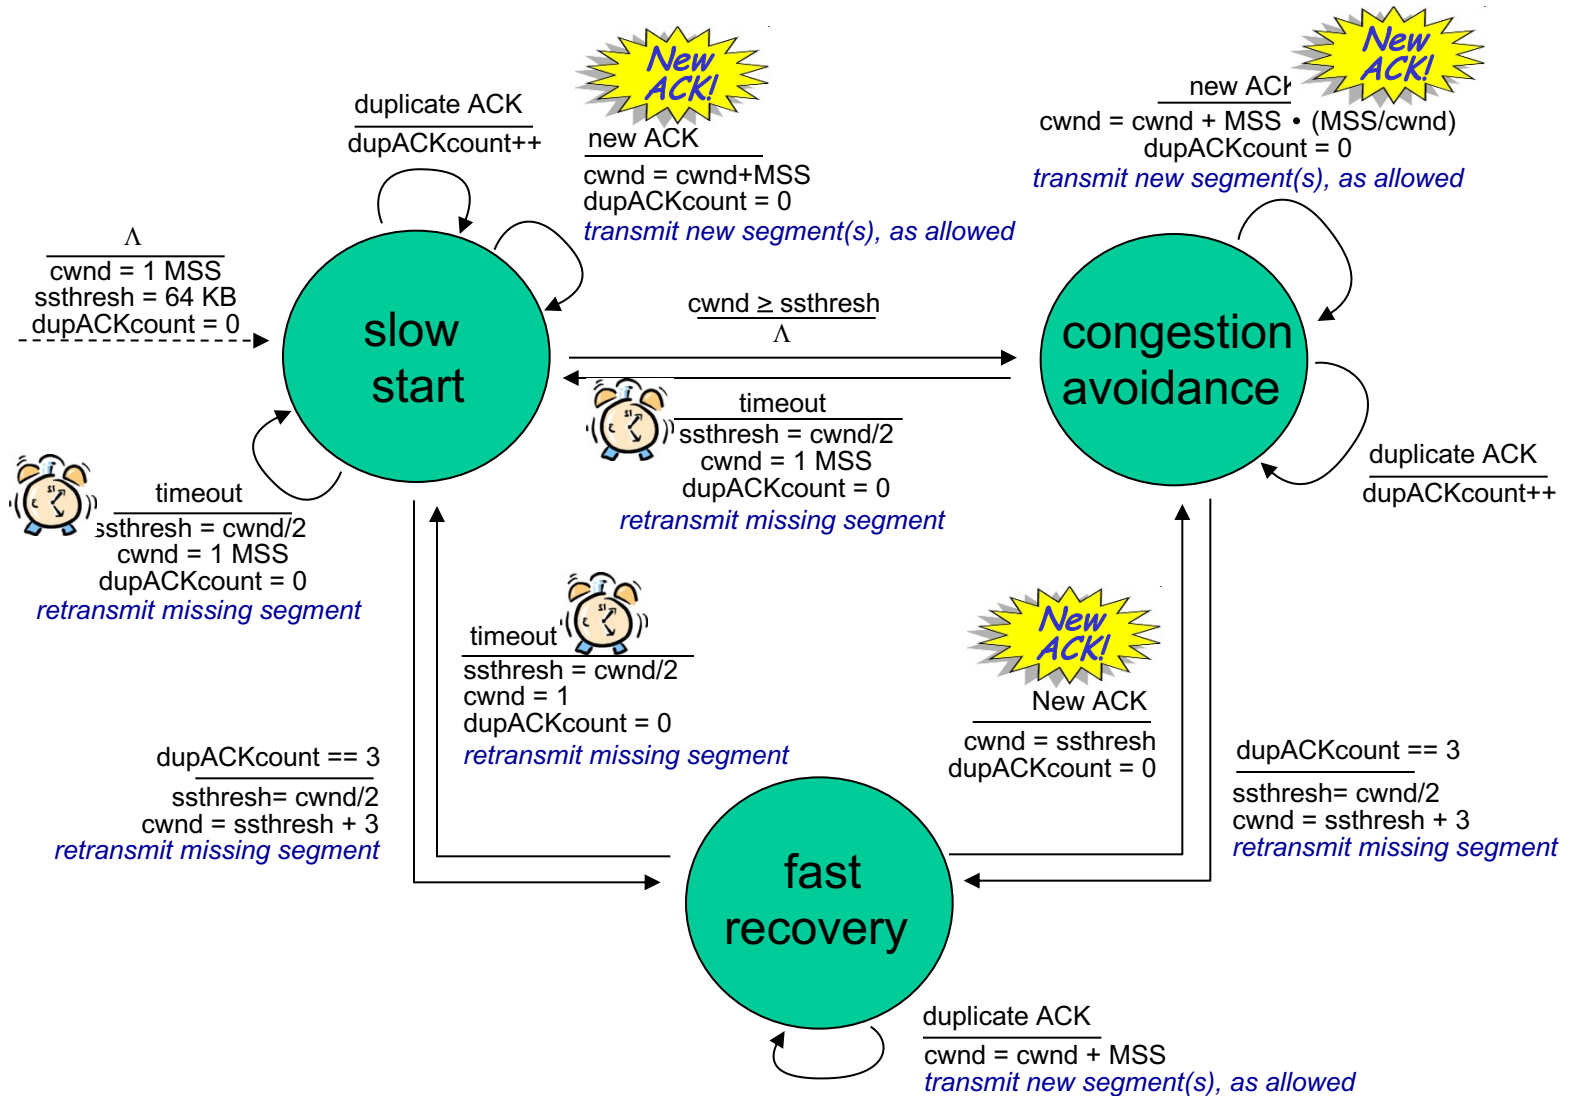 New
ACK!
duplicate ACK
dupACKcount++
new ACK
cwnd = cwnd+MSS
dupACKcount = 0
transmit new segment(s), as allowed
New
ACK!
new ACK
cwnd = cwnd + MSS • (MSS/cwnd)
dupACKcount = 0
transmit new segment(s), as allowed
Λ
cwnd = 1 MSS
ssthresh = 64 KB
dupACKcount = 0
slow
start
cwnd ≥ ssthresh
Λ
congestion
avoidance
timeout
ssthresh = cwnd/2
cwnd = 1 MSS
dupACKcount = 0
retransmit missing segment
duplicate ACK
dupACKcount++
timeout
ssthresh = cwnd/2
cwnd = 1 MSS
dupACKcount = 0
retransmit missing segment
timeout
ssthresh = cwnd/2
cwnd = 1
dupACKcount = 0
retransmit missing segment
New
ACK!
New ACK
cwnd = ssthresh
dupACKcount = 0
dupACKcount == 3
ssthresh= cwnd/2
cwnd = ssthresh + 3
retransmit missing segment
dupACKcount == 3
ssthresh= cwnd/2
cwnd = ssthresh + 3
retransmit missing segment
fast
recovery
duplicate ACK
cwnd = cwnd + MSS
transmit new segment(s), as allowed